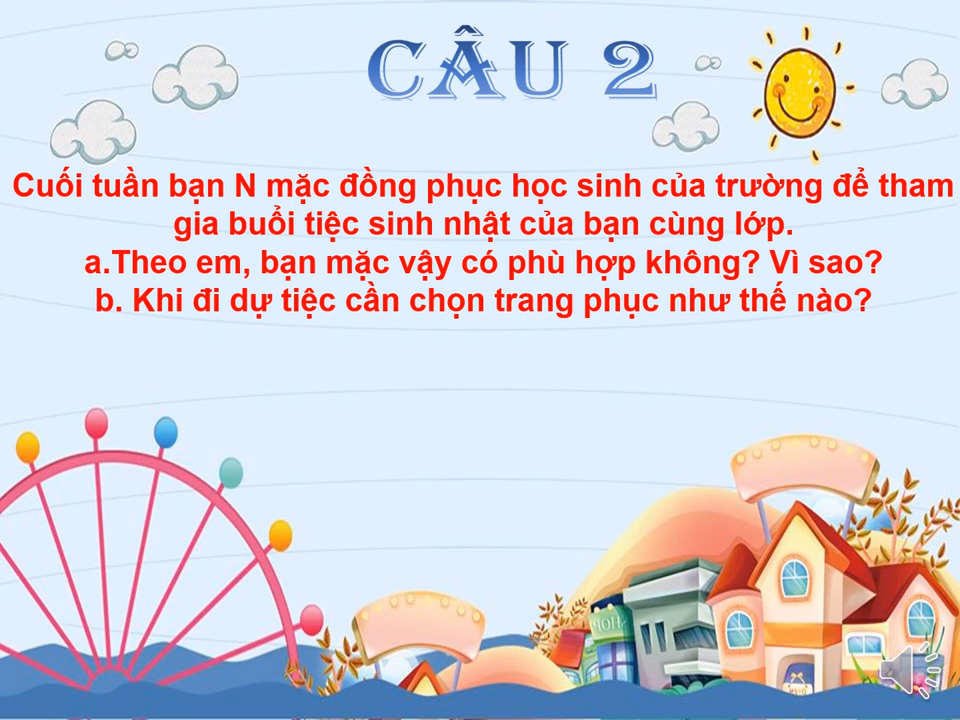 CÂU 2
Cuối tuần bạn N mặc đồng phục học sinh của trường để tham
gia buổi tiệc sinh nhật của bạn cùng lớp.
a.Theo em, bạn mặc vậy có phù hợp không? Vì sao?
b. Khi đi dự tiệc cần chọn trang phục như thế nào?